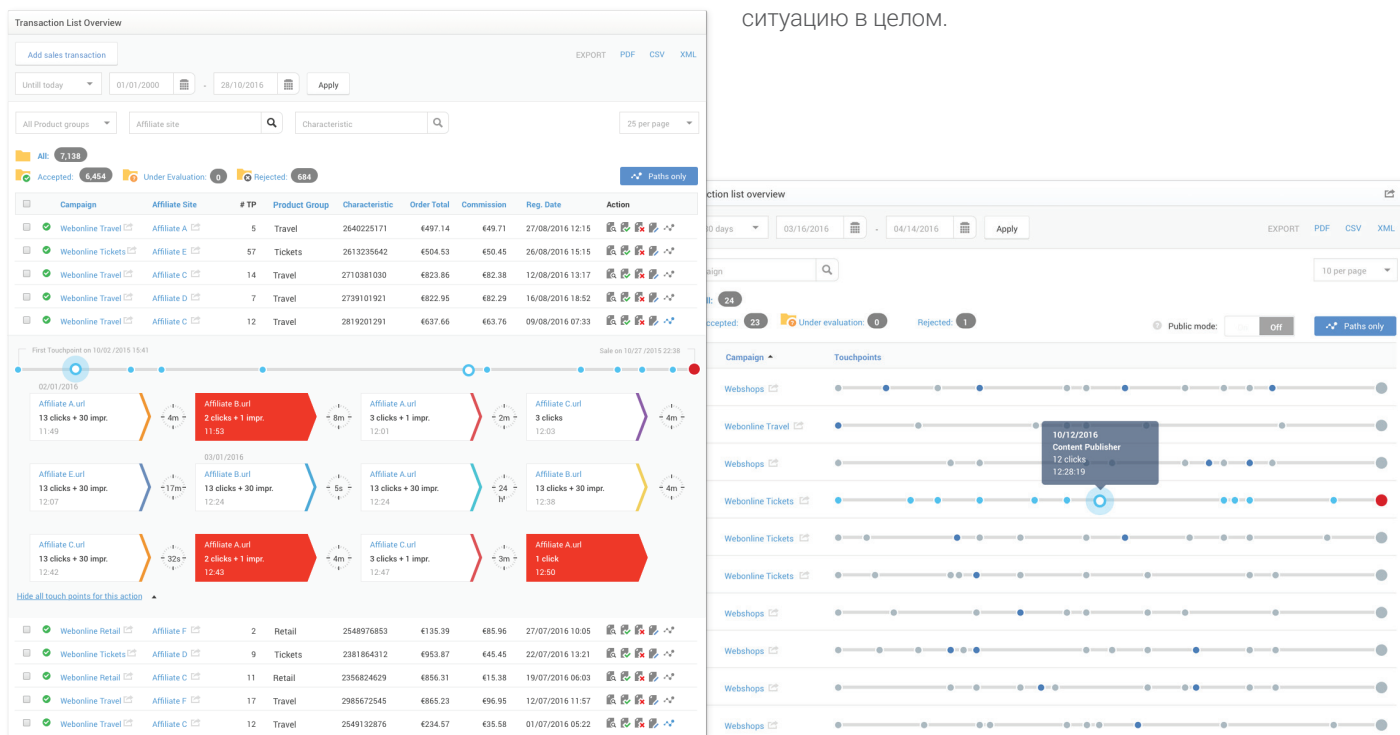 ситуацию в целом.
Transaction List Overview
Add sales transaction
EXPORT PDF CSV XML
Untill today 01/01/2000 - 28/10/2016 Apply
All Product groups Affiliate site Characteristic 25 per page
All: 7,138
Accepted: 6,454 Under Evaluation: 0 Rejected: 684 Paths only
Campaign Affiliate Site # TP Product Group Characteristic Order Total Commission Reg. Date Action
Webonline Travel Affiliate A 5 Travel 2640225171 €497.14 €49.71 27/08/2016 12:15
Webonline Tickets Affiliate E 57 Tickets 2613235642 €504.53 €50.45 26/08/2016 15:15
Webonline Travel Affiliate C 14 Travel 2710381030 €823.86 €82.38 12/08/2016 13:17
Webonline Travel Affiliate D 7 Travel 2739101921 €822.95 €82.29 16/08/2016 18:52
Webonline Travel Affiliate C 12 Travel 2819201291 €637.66 €63.76 09/08/2016 07:33
First Touchpoint on 10/02 /2015 15:41 Sale on 10/27 /2015 22:38
02/01/2016
Affiliate A.url Affiliate B.url Affiliate A.url Affiliate C.url
13 clicks + 30 impr. 4m 2 clicks + 1 impr. 8m 3 clicks + 1 impr. 2m 3 clicks 4m
11:49 11:53 12:01 12:03
03/01/2016
Affiliate E.url Affiliate B.url Affiliate A.url Affiliate B.url
13 clicks + 30 impr. 17m 13 clicks + 30 impr. 5s 13 clicks + 30 impr. 24 h 13 clicks + 30 impr. 4m
12:07 12:24 12:24 12:38
Affiliate C.url Affiliate A.url Affiliate C.url Affiliate A.url
13 clicks + 30 impr. 32s 2 clicks + 1 impr. 4m 3 clicks + 1 impr. 3m 1 click
12:42 12:43 12:47 12:50
Hide all touch points for this action
Webonline Retail Affiliate F 2 Retail 2548976853 €135.39 €85.96 27/07/2016 10:05
Webonline Tickets Affiliate D 9 Tickets 2381864312 €953.87 €45.45 22/07/2016 13:21
Webonline Retail Affiliate C 11 Retail 2356824629 €856.31 €15.38 19/07/2016 06:03
Webonline Travel Affiliate F 17 Travel 2985672545 €865.23 €96.95 12/07/2016 11:57
Webonline Travel Affiliate C 12 Travel 2549132876 €234.57 €35.58 01/07/2016 05:22
ction list overview
0 days 03/16/2016 - 04/14/2016 Apply EXPORT PDF CSV XML
aign 10 per page
ll: 24
ccepted: 23 Under evaluation: 0 Rejected: 1 Public mode: Off Paths only
Campaign Touchpoints
Webshops
Webonline Travel
10/12/2016
Content Publisher
12 clicks
12:28:19
Webshops
Webonline Tickets
Webonline Tickets
Webonline Tickets
Webshops
Webshops
Webshops
Webshops